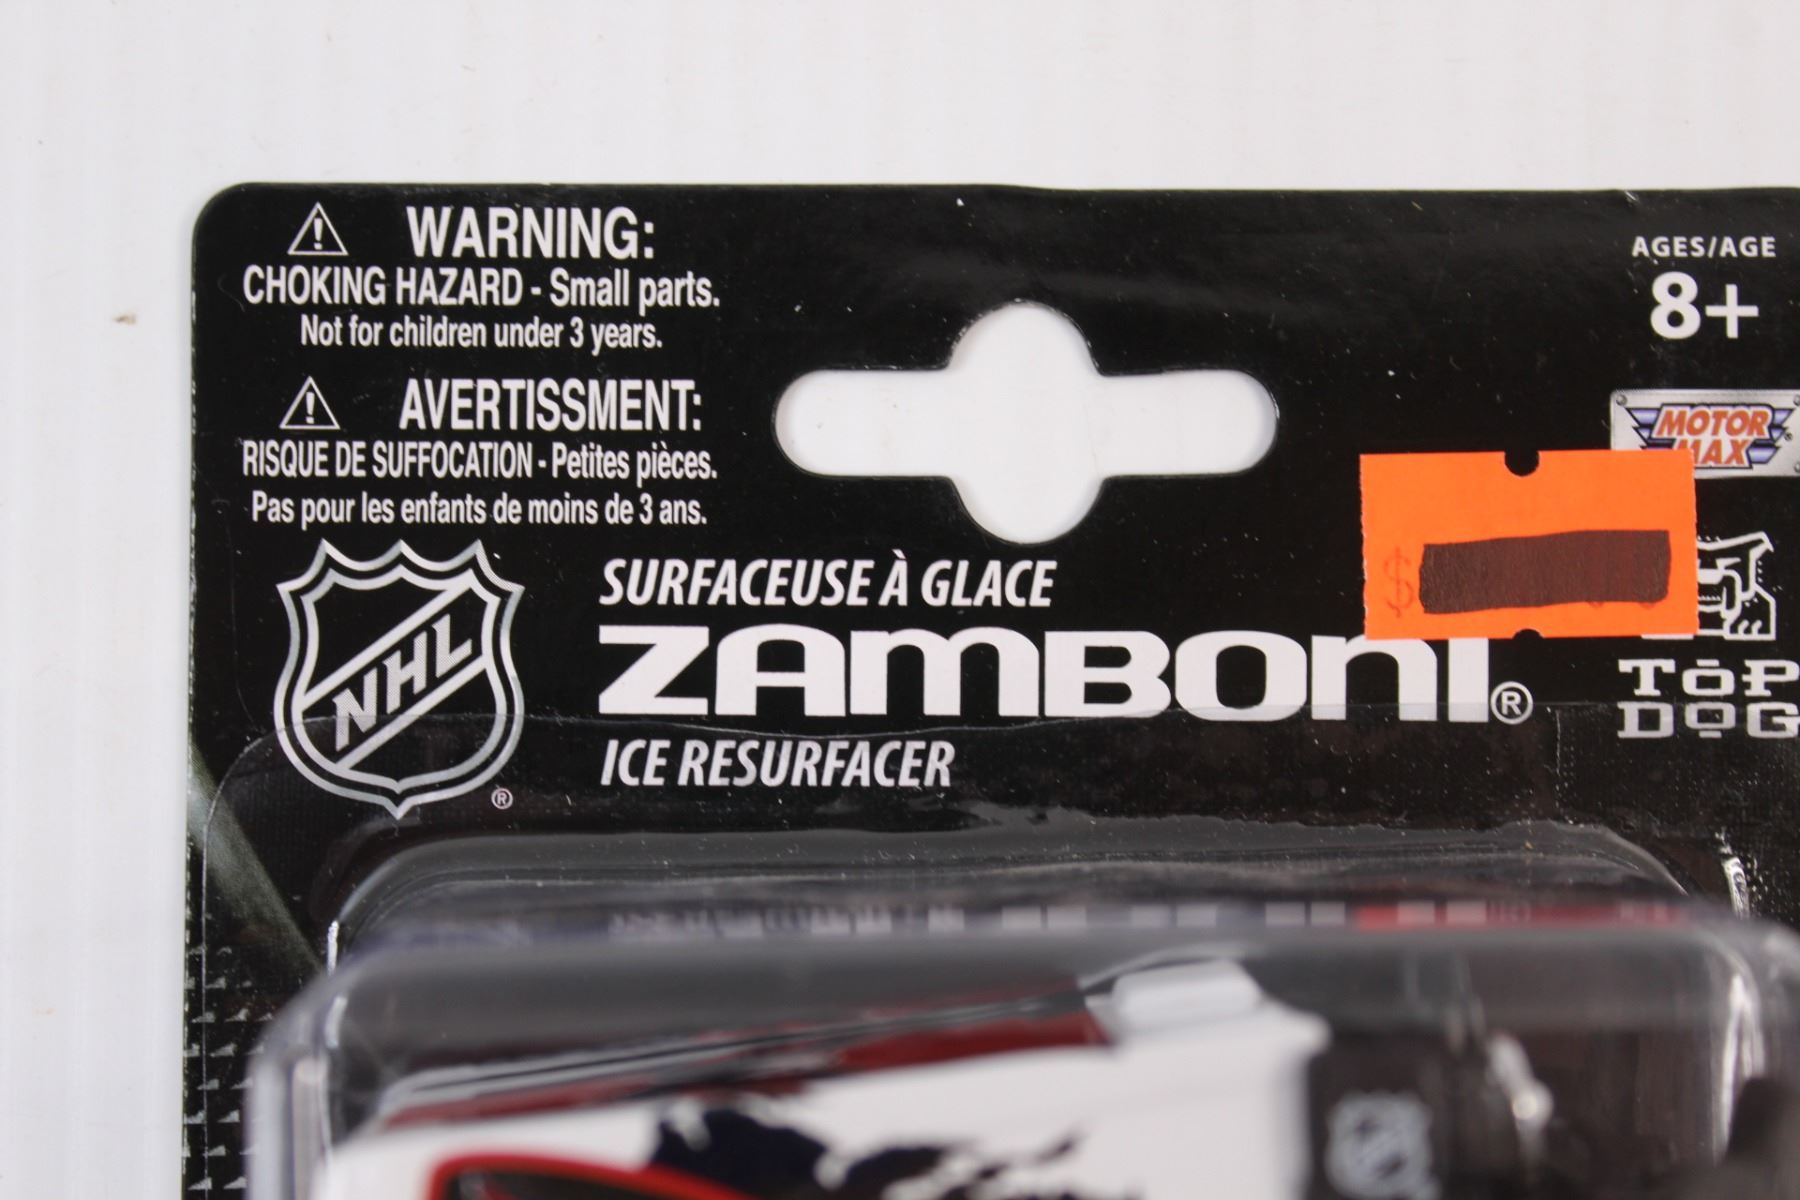 WARNING:
CHOKING HAZARD - Small parts.
Not for children under 3 years.
AVERTISSMENT:
RISQUE DE SUFFOCATION - Petites pièces.
Pas pour les enfants de moins de 3 ans.
AGES/AGE
8+
MOTOR
MAX
$
NHL
®
SURFACEUSE À GLACE
ZAMBONI®
ICE RESURFACER
TOP
DOG